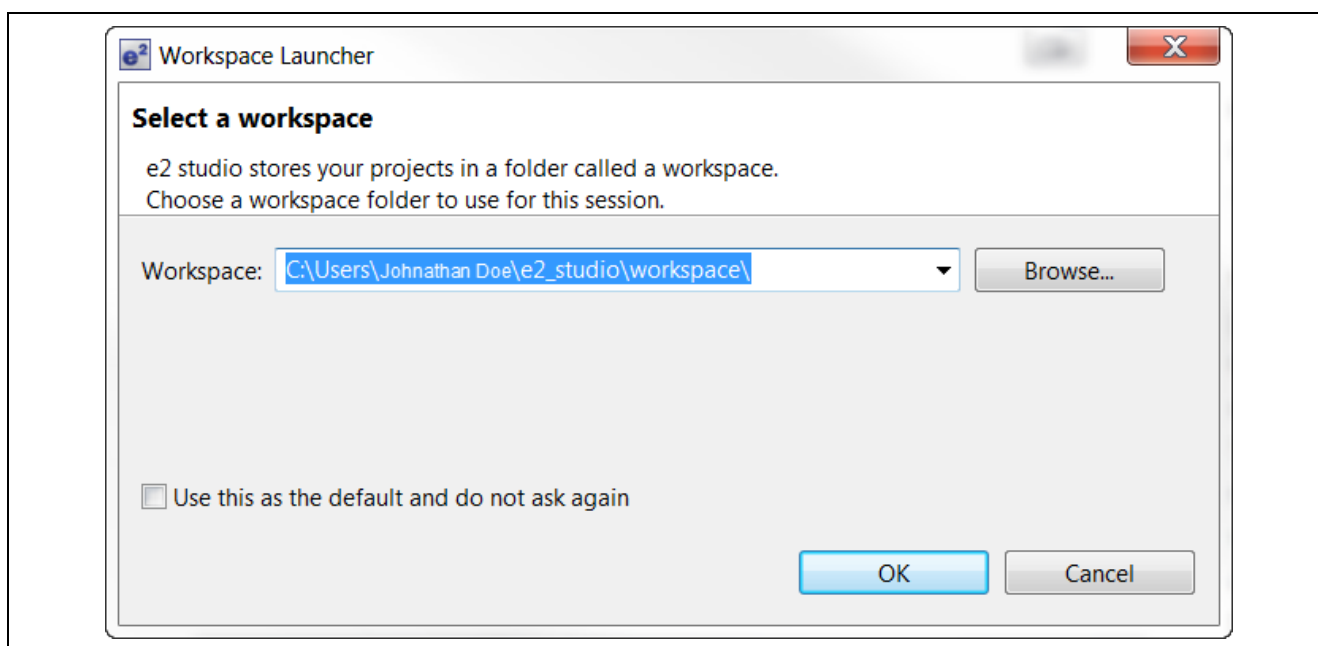 e² Workspace Launcher
Select a workspace
e2 studio stores your projects in a folder called a workspace.
Choose a workspace folder to use for this session.
Workspace: C:\Users\Johnathan Doe\e2_studio\workspace\ Browse...
Use this as the default and do not ask again
OK Cancel